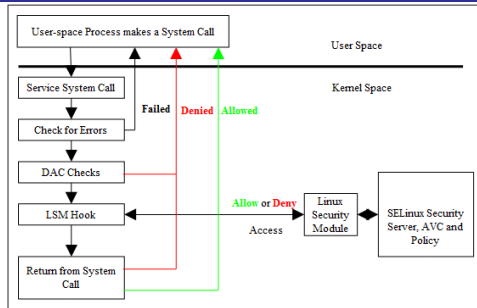 User-space Process makes a System Call
User Space
Kernel Space
Service System Call
Failed
Denied
Allowed
Check for Errors
DAC Checks
Allow or Deny
LSM Hook
Access
Linux
Security
Module
SELinux Security
Server, AVC and
Policy
Return from System
Call